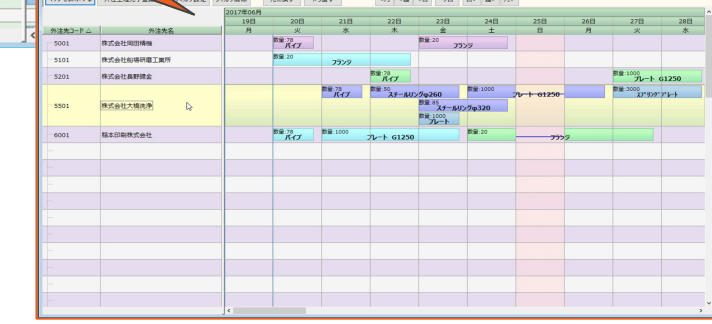 2017年06月
19日 20日 21日 22日 23日 24日 25日 26日 27日 28日
外注先コード △ 外注先名 月 火 水 木 金 土 日 月 火 水
5001 株式会社岡田精機 数量:78 パイプ 数量:20 フランジ
5101 株式会社船場研磨工業所 数量:20 フランジ
5201 株式会社長野鍍金 数量:78 パイプ 数量:1000 プレート G1250
5501 株式会社大橋洗浄 数量:78 パイプ 数量:50 スチールリングφ260 数量:1000 プレート G1250 数量:3000 スプリングプレート
数量:85 スチールリングφ320
数量:1000 プレート
6001 稲本印刷株式会社 数量:78 パイプ 数量:1000 プレート G1250 数量:20 フランジ